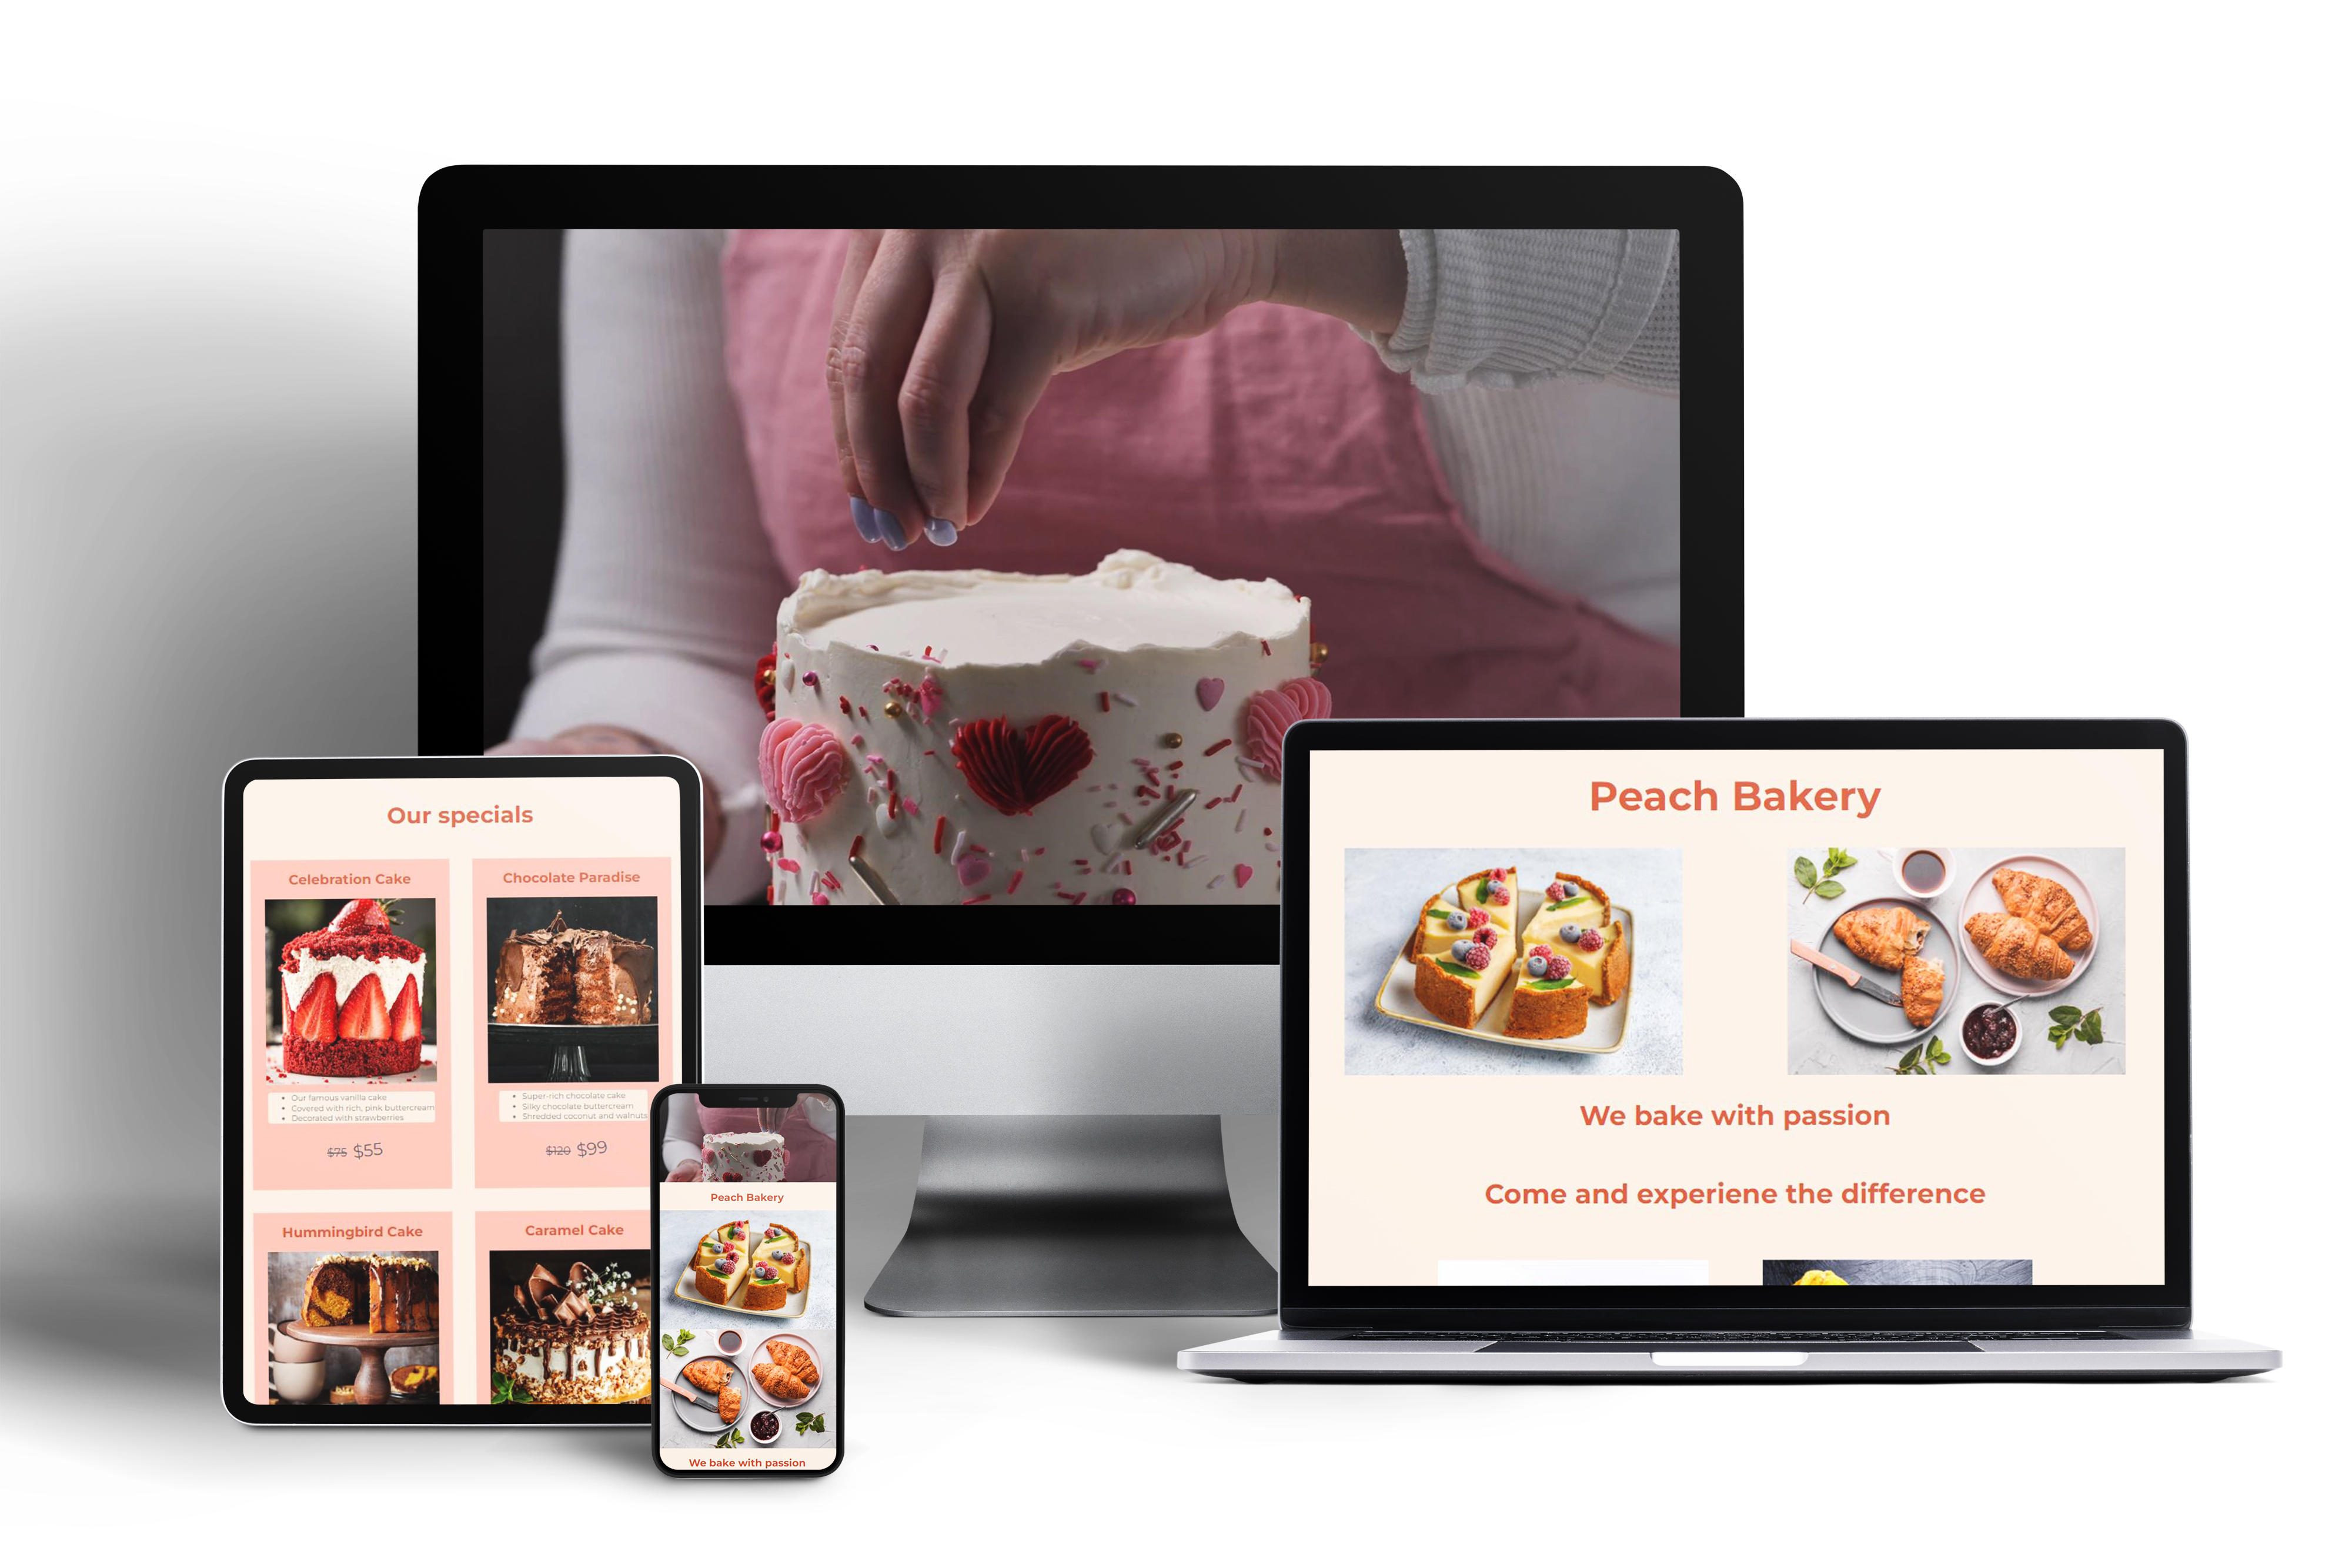 Our specials
Celebration Cake
Chocolate Paradise
Our famous vanilla cake
Covered with rich, pink buttercream
Decorated with strawberries
Super-rich chocolate cake
Silky chocolate buttercream
Shredded coconut and walnuts
$75 $55
$120 $99
Hummingbird Cake
Caramel Cake
Peach Bakery
We bake with passion
Peach Bakery
We bake with passion
Come and experiene the difference